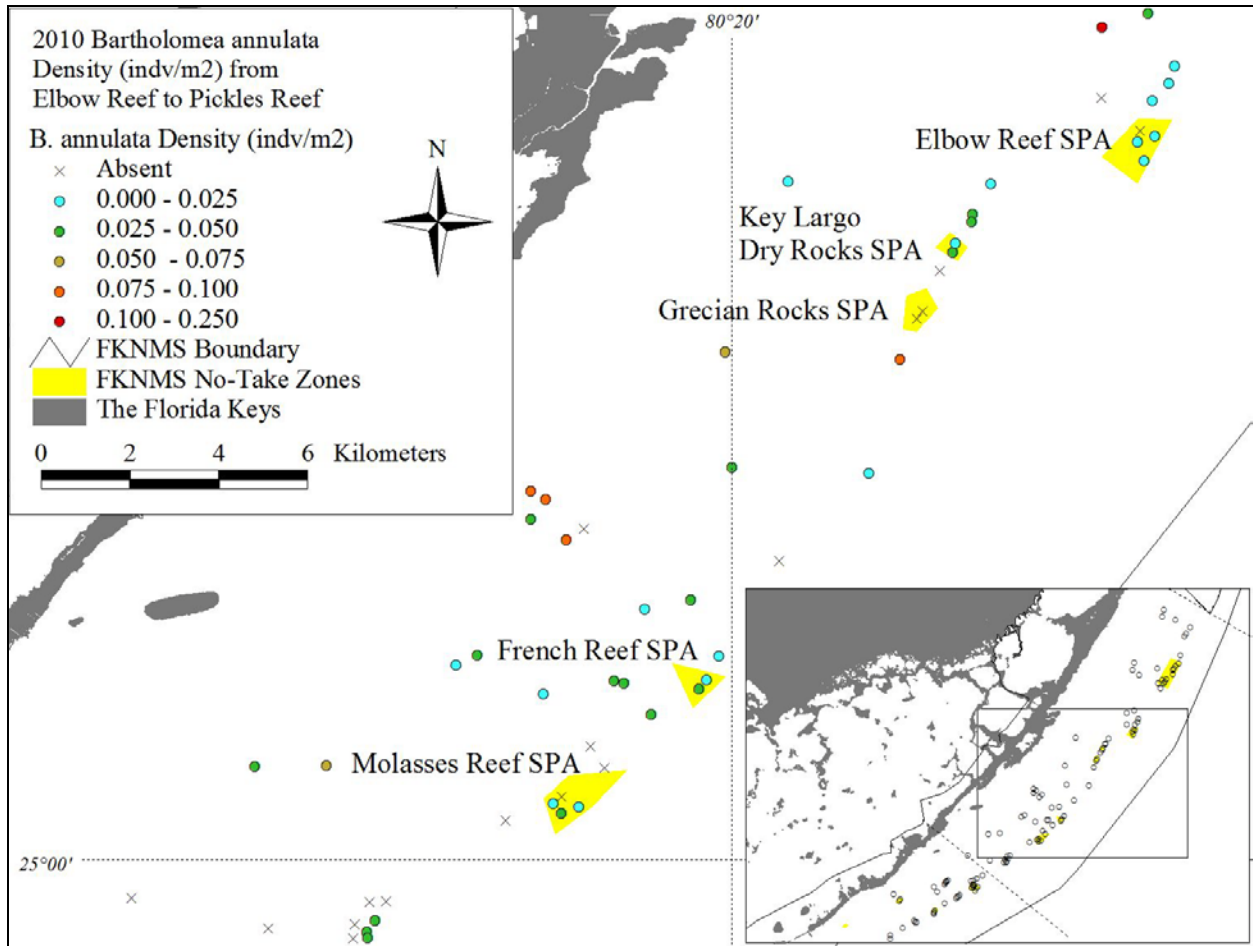 2010 Bartholomea annulata
Density (indv/m2) from
Elbow Reef to Pickles Reef
B. annulata Density (indv/m2)
Absent
0.000 - 0.025
0.025 - 0.050
0.050 - 0.075
0.075 - 0.100
0.100 - 0.250
FKNMS Boundary
FKNMS No-Take Zones
The Florida Keys
0 2 4 6 Kilometers
N
80°20'
Elbow Reef SPA
Key Largo
Dry Rocks SPA
Grecian Rocks SPA
French Reef SPA
Molasses Reef SPA
25°00'